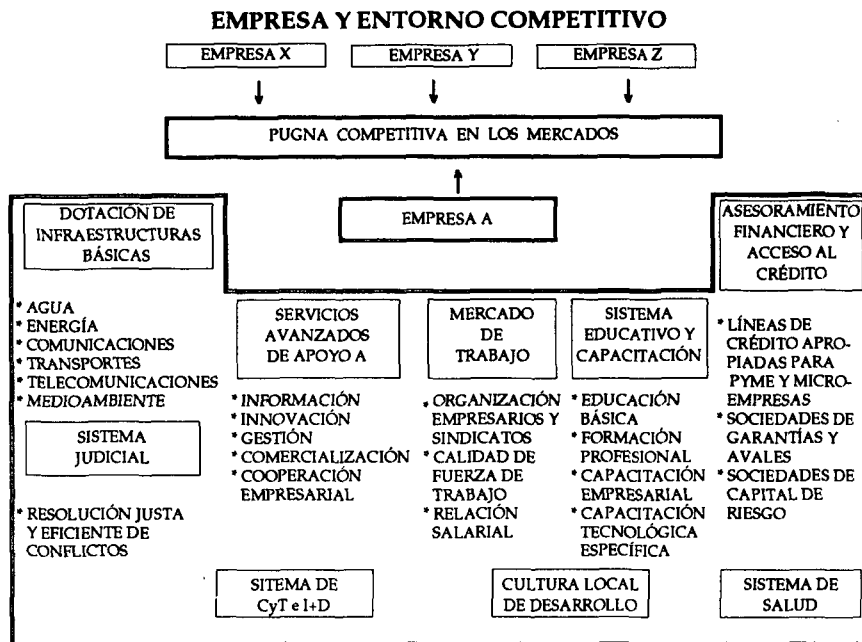 EMPRESA Y ENTORNO COMPETITIVO
EMPRESA X
EMPRESA Y
EMPRESA Z
PUGNA COMPETITIVA EN LOS MERCADOS
EMPRESA A
DOTACIÓN DE
INFRAESTRUCTURAS
BÁSICAS
* AGUA
* ENERGÍA
* COMUNICACIONES
* TRANSPORTES
* TELECOMUNICACIONES
* MEDIOAMBIENTE
SISTEMA
JUDICIAL
* RESOLUCIÓN JUSTA
Y EFICIENTE DE
CONFLICTOS
SERVICIOS
AVANZADOS
DE APOYO A
* INFORMACIÓN
* INNOVACIÓN
* GESTIÓN
* COMERCIALIZACIÓN
* COOPERACIÓN
EMPRESARIAL
MERCADO
DE
TRABAJO
* ORGANIZACIÓN
EMPRESARIOS Y
SINDICATOS
* CALIDAD DE
FUERZA DE
TRABAJO
* RELACIÓN
SALARIAL
SISTEMA
EDUCATIVO Y
CAPACITACIÓN
* EDUCACIÓN
BÁSICA
* FORMACIÓN
PROFESIONAL
* CAPACITACIÓN
EMPRESARIAL
* CAPACITACIÓN
TECNOLÓGICA
ESPECÍFICA
ASESORAMIENTO
FINANCIERO Y
ACCESO AL
CRÉDITO
* LÍNEAS DE
CRÉDITO APRO-
PIADAS PARA
PYME Y MICRO-
EMPRESAS
* SOCIEDADES DE
GARANTÍAS Y
AVALES
* SOCIEDADES DE
CAPITAL DE
RIESGO
SITEMA DE
CyT e I+D
CULTURA LOCAL
DE DESARROLLO
SISTEMA DE
SALUD